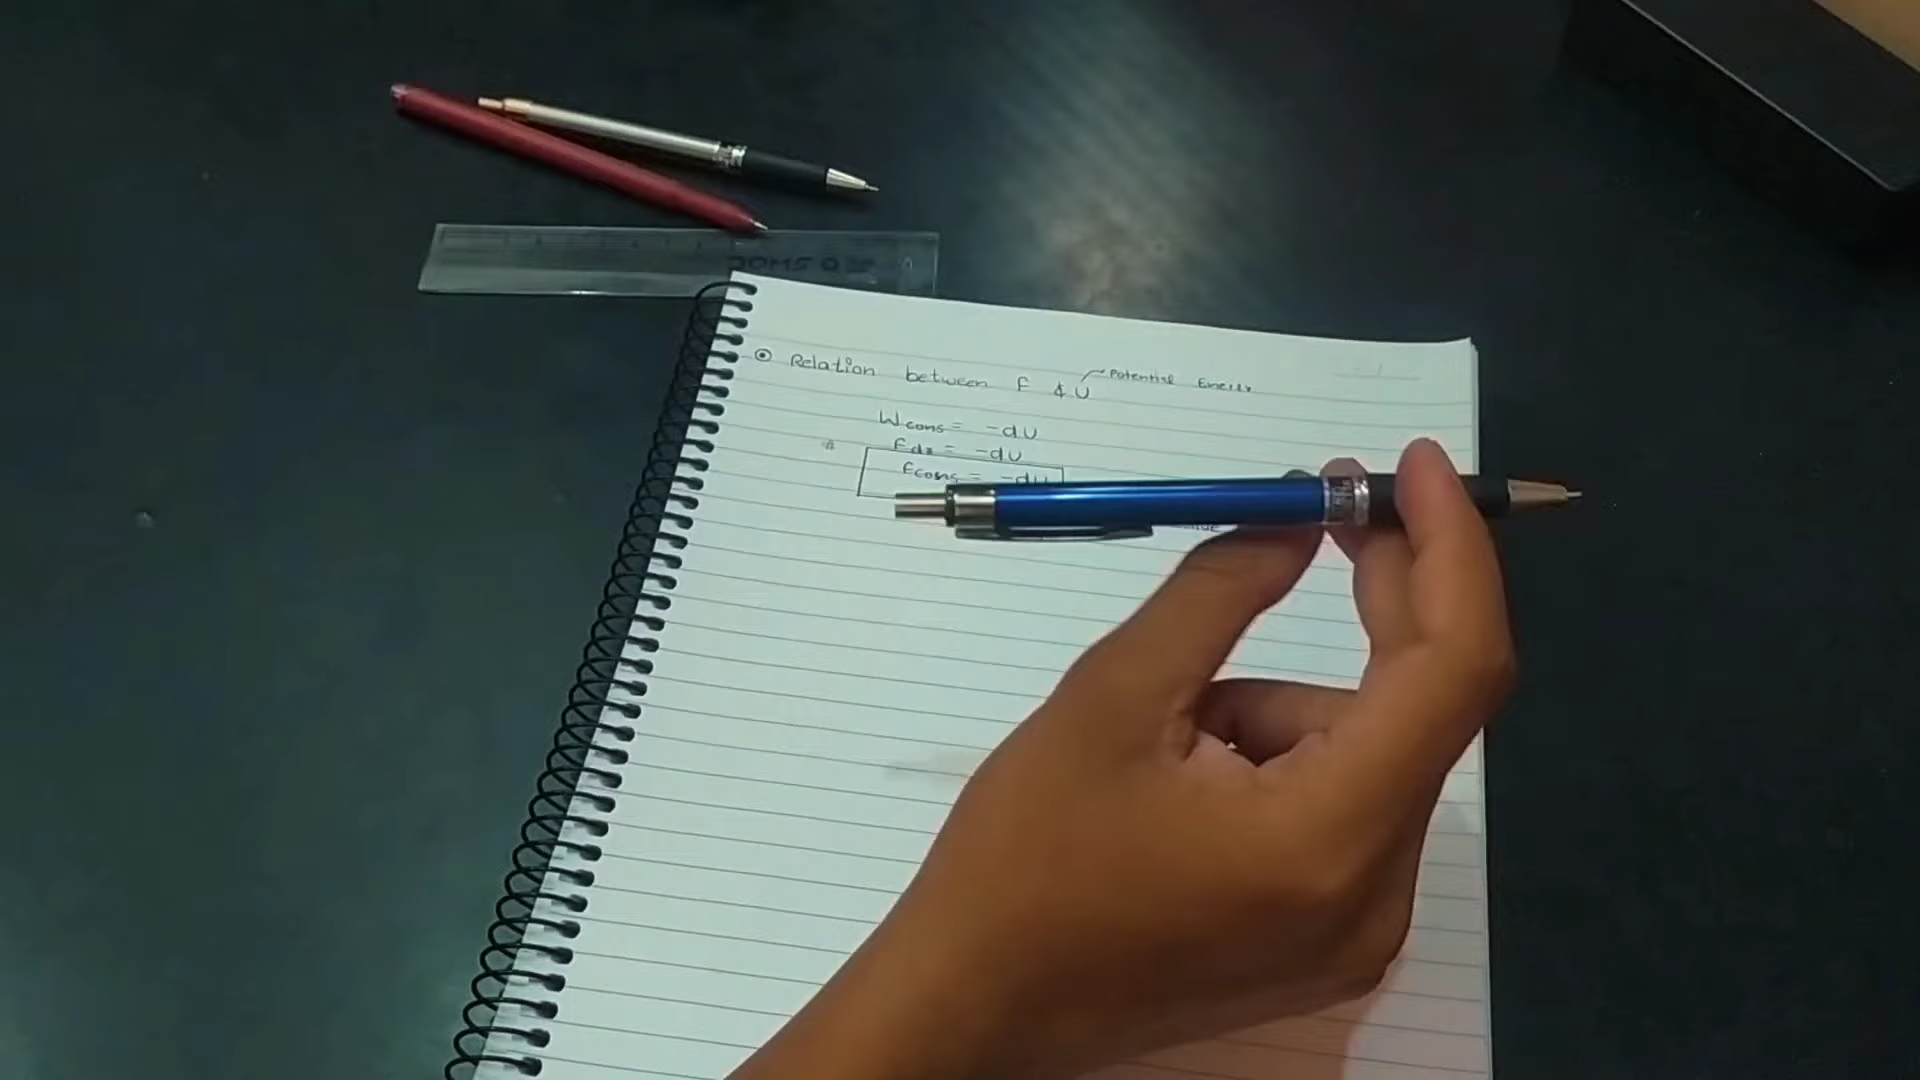 DOMS
Relation between F & U Potential Energy
Wcons = -dU
Fdx = -dU
Fcons = -dU